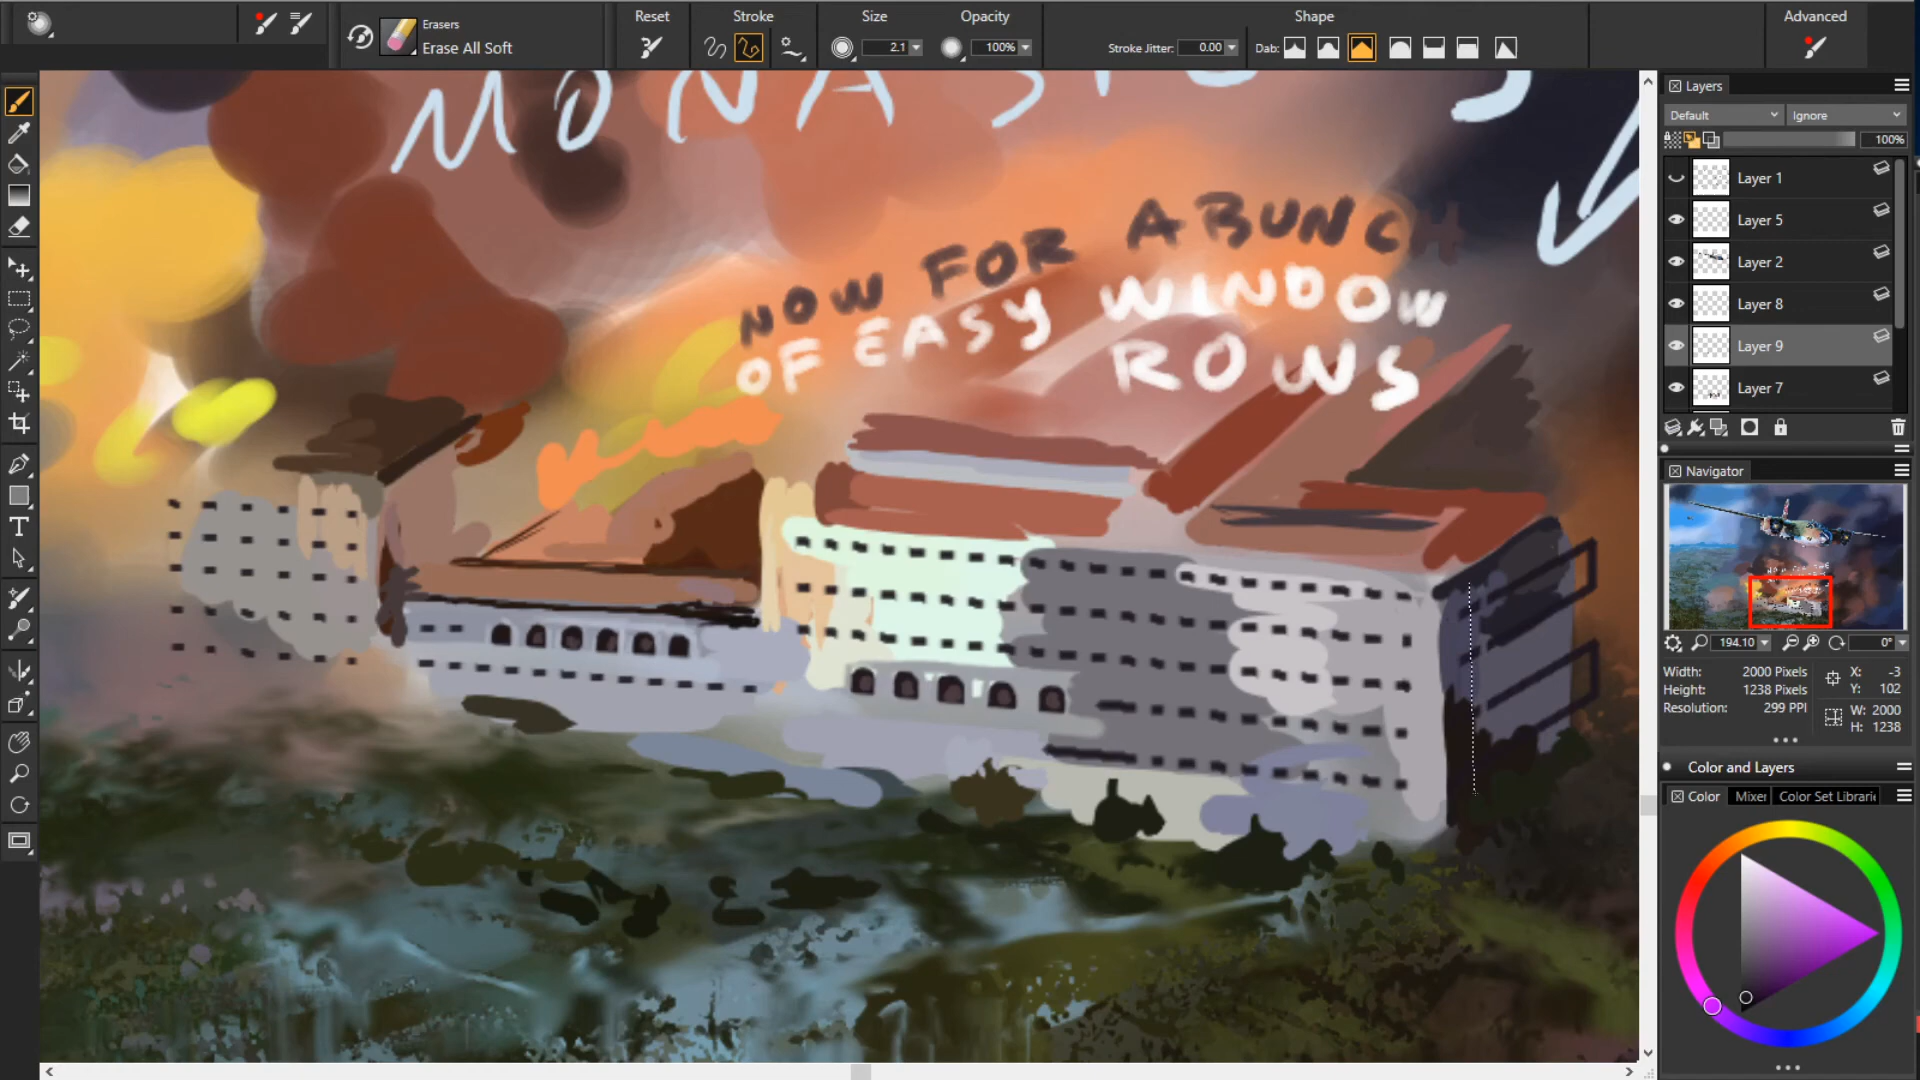 Reset
Stroke
Size
Opacity
Shape
Advanced
Erasers
Erase All Soft
2.1
100%
Stroke Jitter: 0.00
Dab:
MONAST
NOW FOR A BUNCH
OF EASY WINDOW
ROWS
Layers
Default
Ignore
100%
Layer 1
Layer 5
Layer 2
Layer 8
Layer 9
Layer 7
Navigator
194.10
0°
Width: 2000 Pixels
Height: 1238 Pixels
Resolution: 299 PPI
X: -3
Y: 102
W: 2000
H: 1238
Color and Layers
Color
Mixer
Color Set Librarie